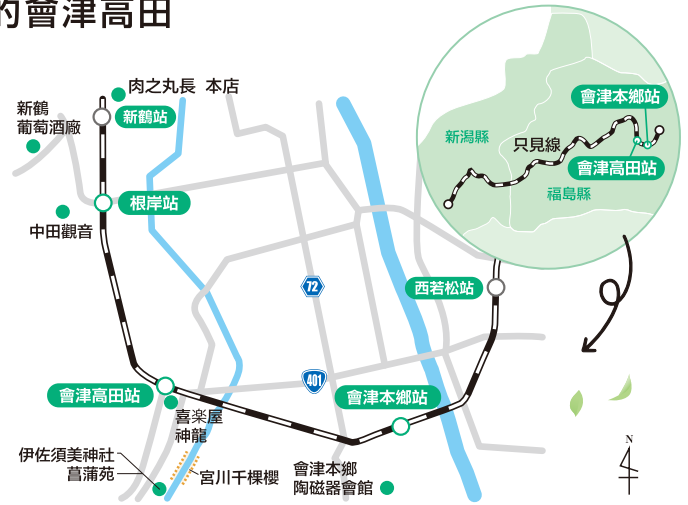 的會津高田
肉之丸長 本店
新鶴
葡萄酒廠
新鶴站
根岸站
中田觀音
會津本鄉站
新潟縣
只見線
會津高田站
福島縣
72
西若松站
401
會津高田站
會津本鄉站
喜楽屋
神龍
伊佐須美神社
菖蒲苑
宮川千棵櫻
會津本鄉
陶磁器會館
N
4